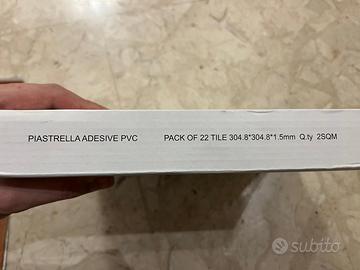 PIASTRELLA ADESIVE PVC PACK OF 22 TILE 304.8*304.8*1.5mm Q.ty 2SQM
subito